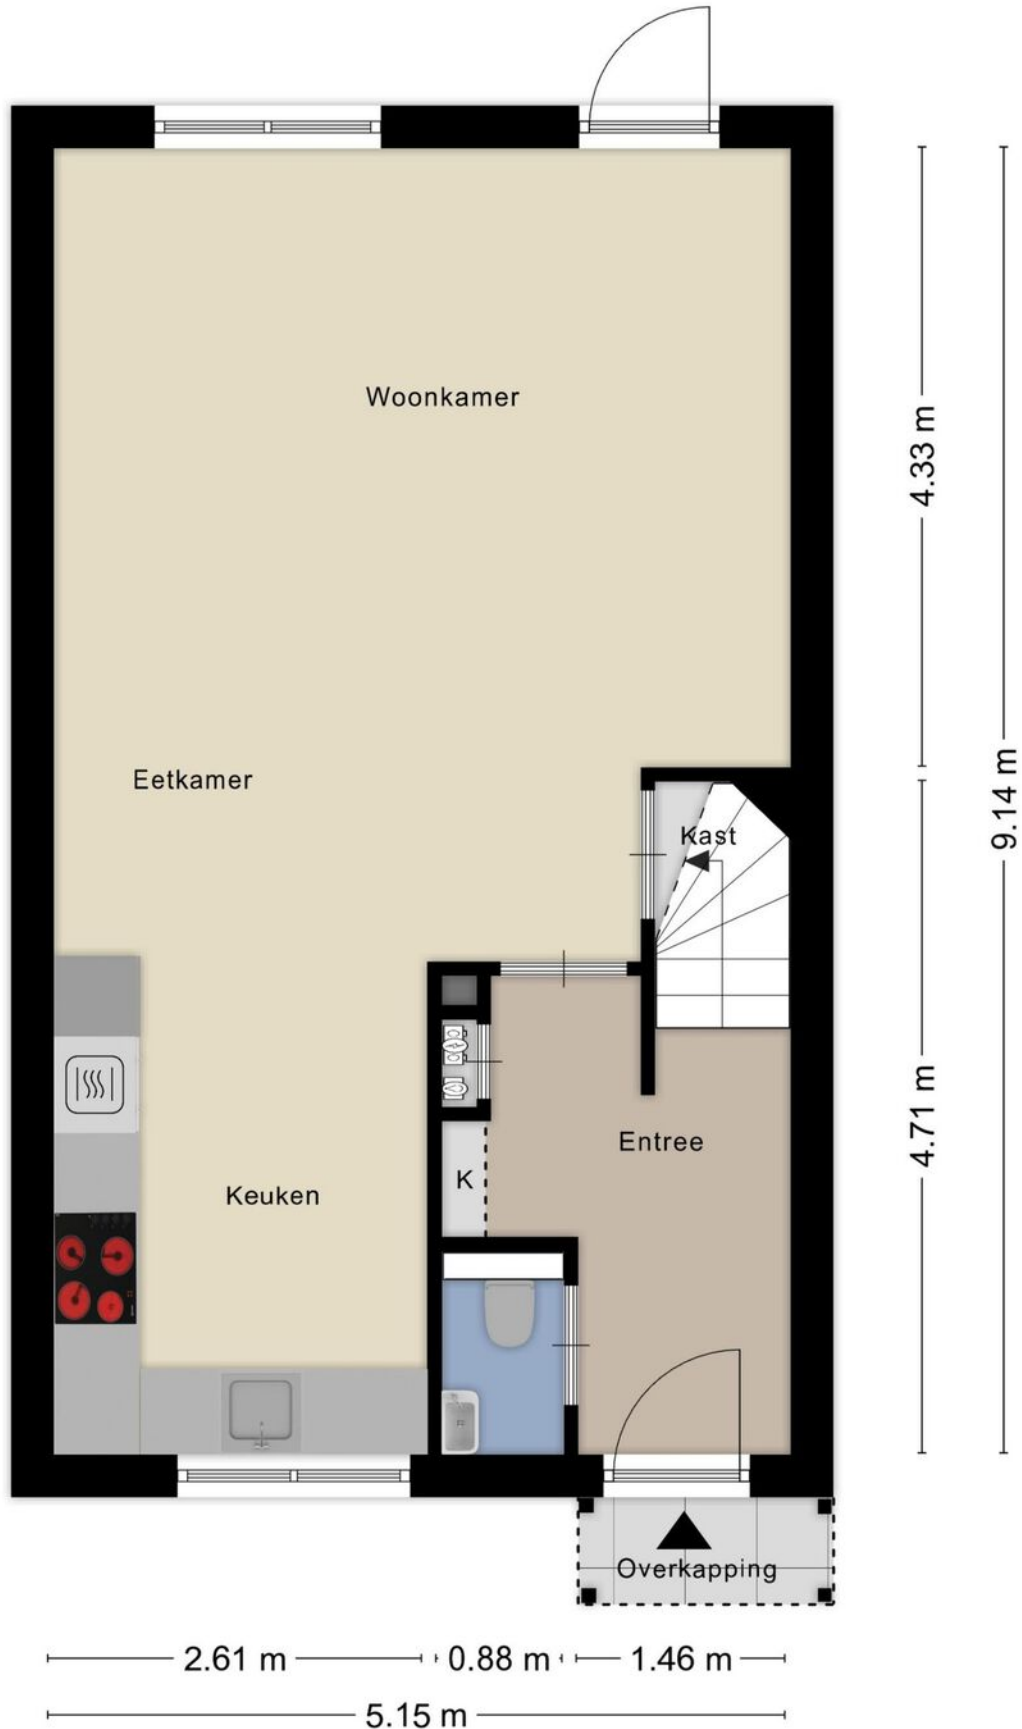 Woonkamer
4.33 m
Eetkamer
9.14 m
Kast
4.71 m
Entree
K
Keuken
Overkapping
2.61 m
0.88 m
1.46 m
5.15 m